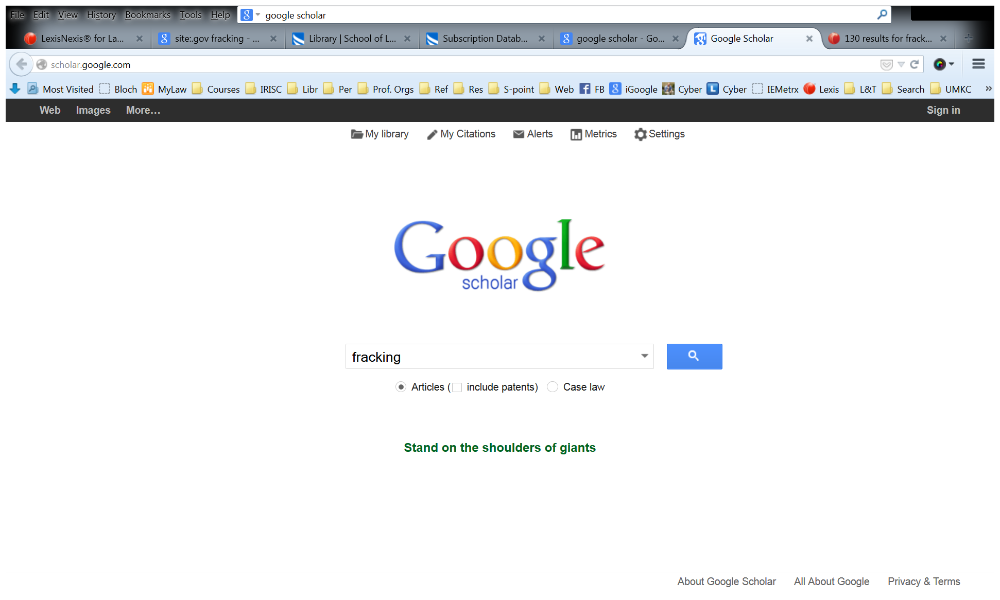 File Edit View History Bookmarks Tools Help google scholar
LexisNexis® for La... site:.gov fracking - ... Library | School of L... Subscription Datab... google scholar - Go... Google Scholar 130 results for frack...
scholar.google.com
Most Visited Bloch MyLaw Courses IRISC Libr Per Prof. Orgs Ref Res S-point Web FB iGoogle Cyber Cyber IEMetrx Lexis L&T Search UMKC »
Web Images More... Sign in
My library My Citations Alerts Metrics Settings
Google
scholar
fracking
Articles ( include patents) Case law
Stand on the shoulders of giants
About Google Scholar All About Google Privacy & Terms